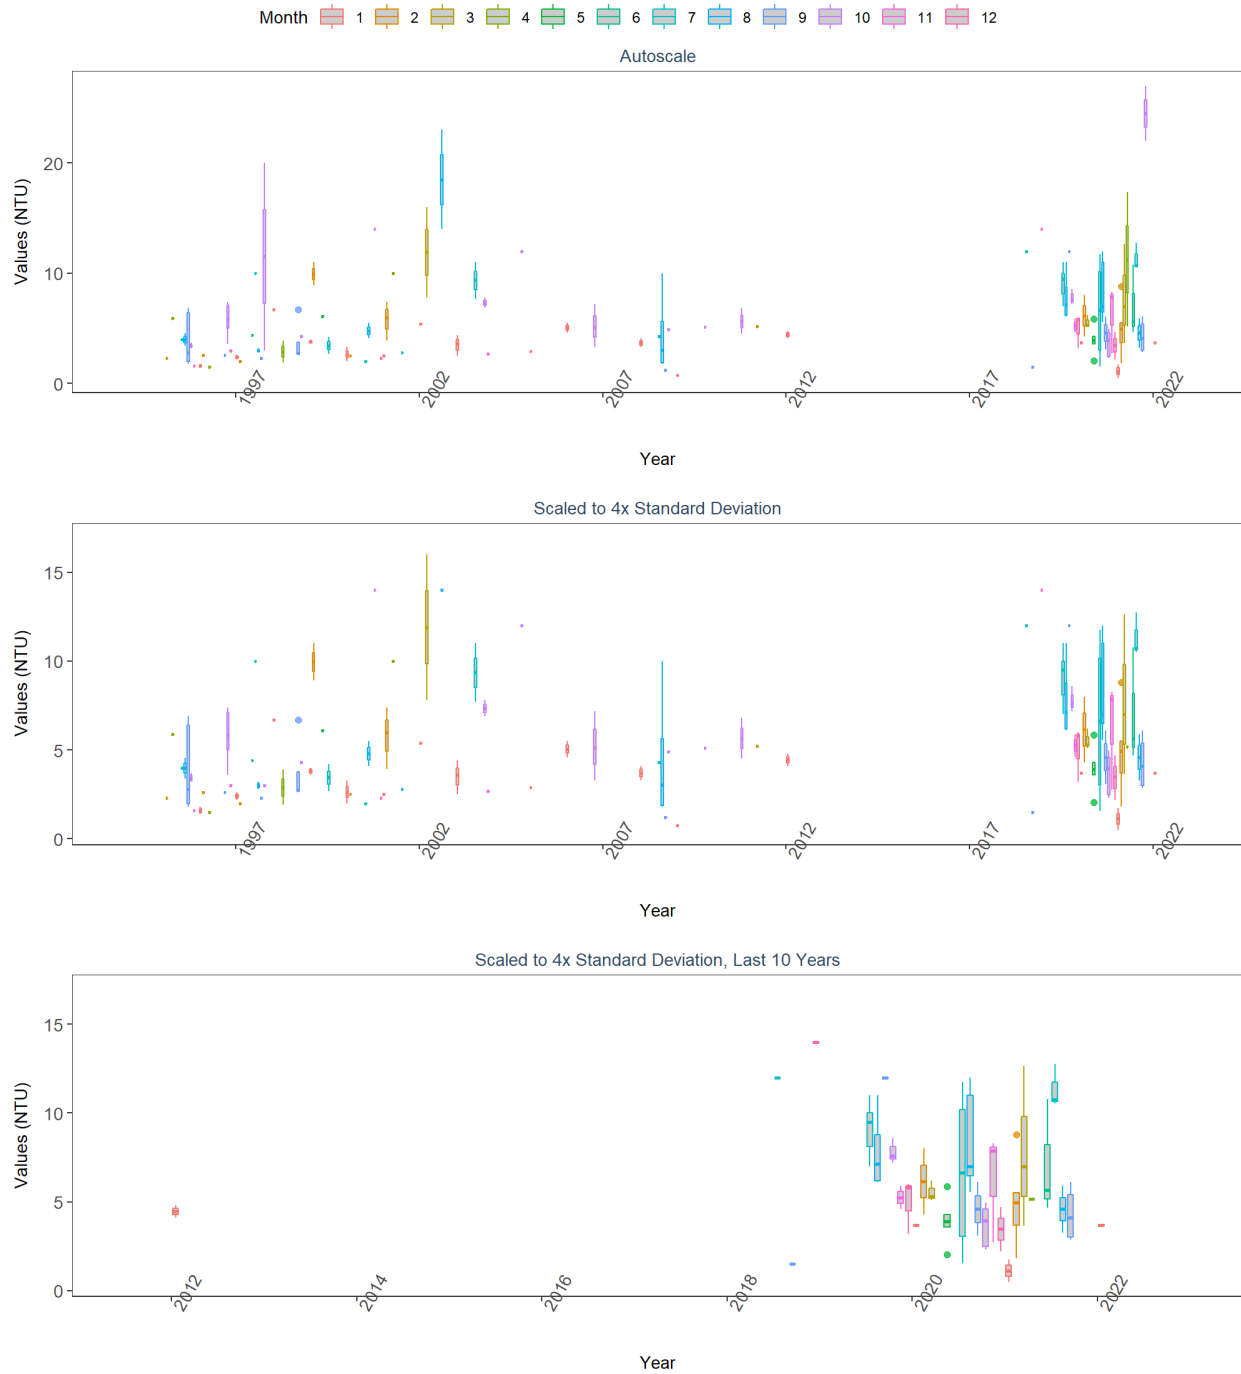 Month 1 2 3 4 5 6 7 8 9 10 11 12
Autoscale
Values (NTU)
20
10
0
1997 2002 2007 2012 2017 2022
Year
Scaled to 4x Standard Deviation
Values (NTU)
15
10
5
0
1997 2002 2007 2012 2017 2022
Year
Scaled to 4x Standard Deviation, Last 10 Years
Values (NTU)
15
10
5
0
2012 2014 2016 2018 2020 2022
Year